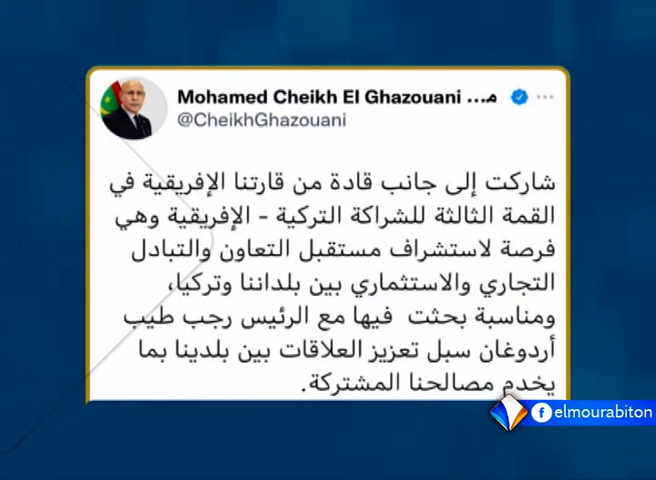 Mohamed Cheikh El Ghazouani ...م
@CheikhGhazouani
شاركت إلى جانب قادة من قارتنا الإفريقية في
القمة الثالثة للشراكة التركية - الإفريقية وهي
فرصة لاستشراف مستقبل التعاون والتبادل
التجاري والاستثماري بين بلداننا وتركيا،
ومناسبة بحثت فيها مع الرئيس رجب طيب
أردوغان سبل تعزيز العلاقات بين بلدينا بما
يخدم مصالحنا المشتركة.
f elmourabiton